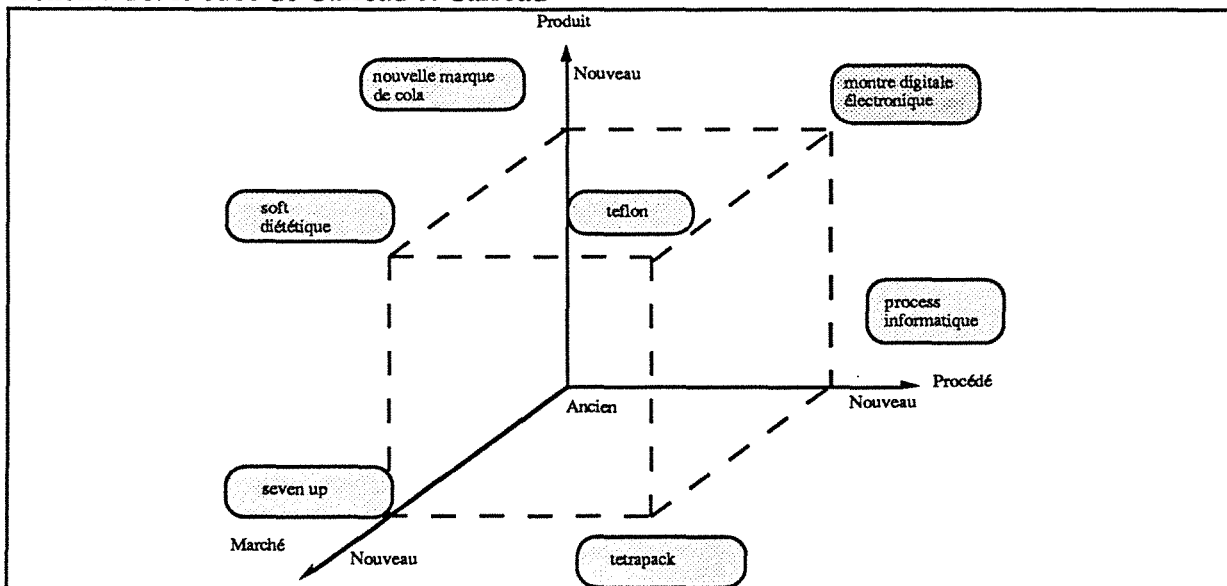 Produit
nouvelle marque
de cola
Nouveau
montre digitale
électronique
soft
diététique
teflon
process
informatique
Procédé
Ancien
Nouveau
seven up
Marché
Nouveau
tetrapack